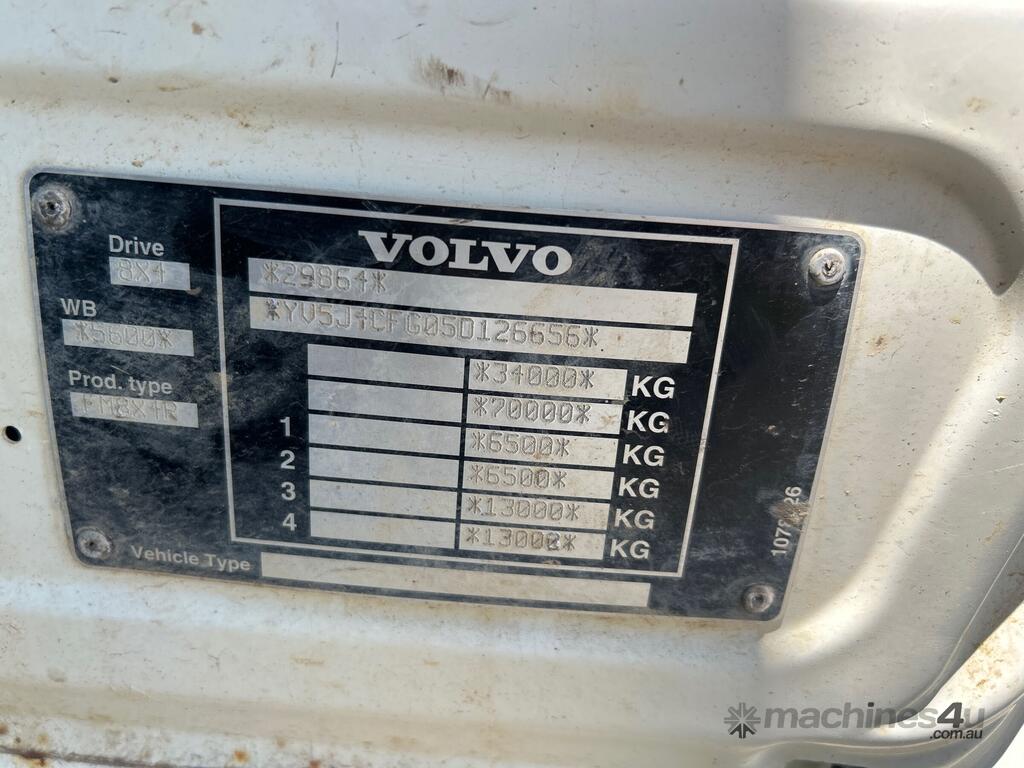 VOLVO
Drive
8X4
*29864*
WB
*5600*
*YV5J4CFG05D126656*
Prod. type
FM8X4R
*34000* KG
*70000* KG
1 *6500* KG
2 *6500* KG
3 *13000* KG
4 *13000* KG
Vehicle Type
machines4u
.com.au